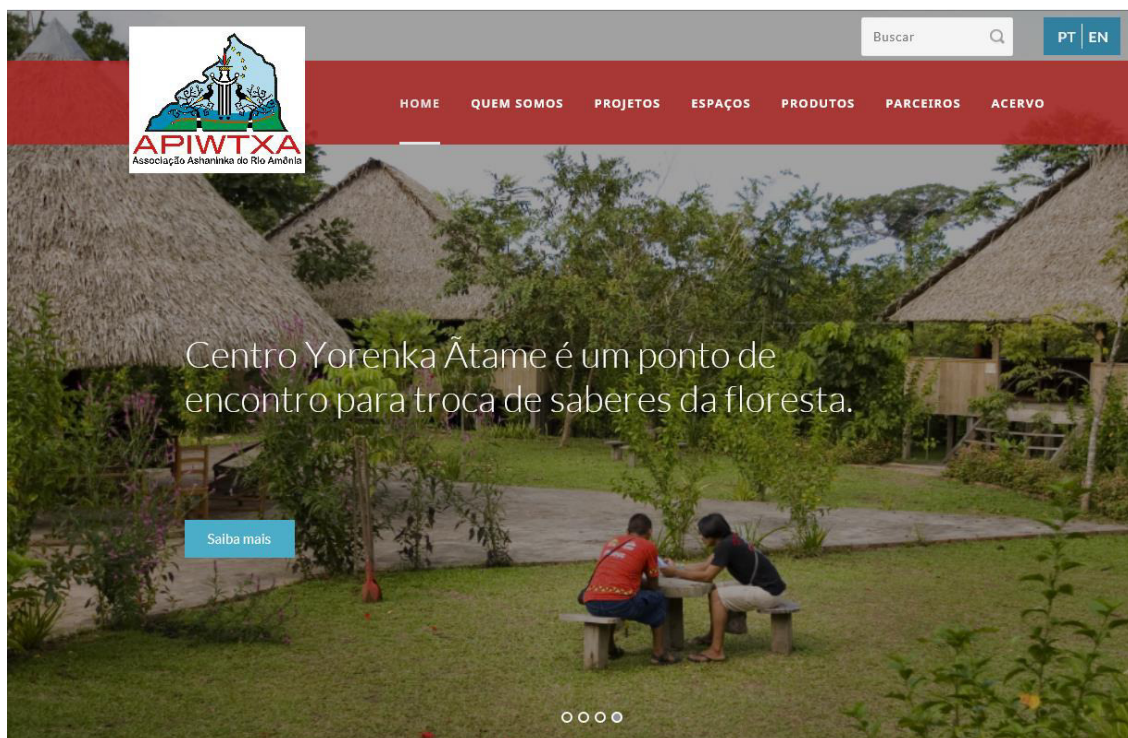 Buscar
PT | EN
APIWTXA
Associação Ashaninka do Rio Amônia
HOME QUEM SOMOS PROJETOS ESPAÇOS PRODUTOS PARCEIROS ACERVO
Centro Yorenka Ãtame é um ponto de
encontro para troca de saberes da floresta.
Saiba mais